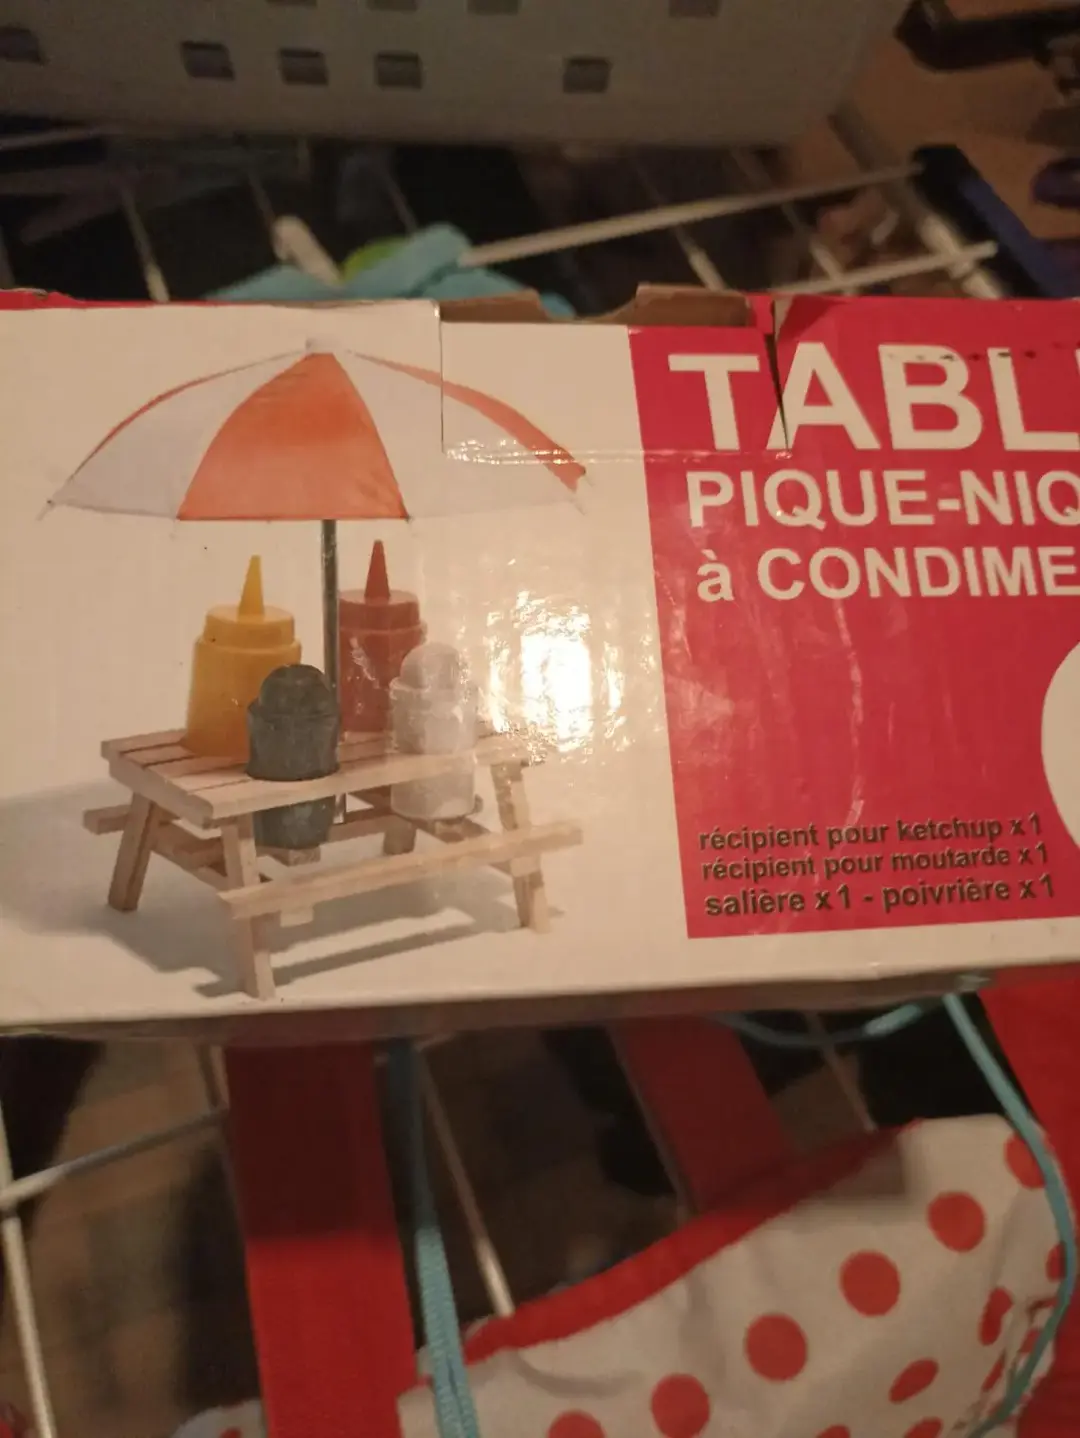 TABL
PIQUE-NIQ
à CONDIME
récipient pour ketchup x1
récipient pour moutarde x1
salière x1 - poivrière x1